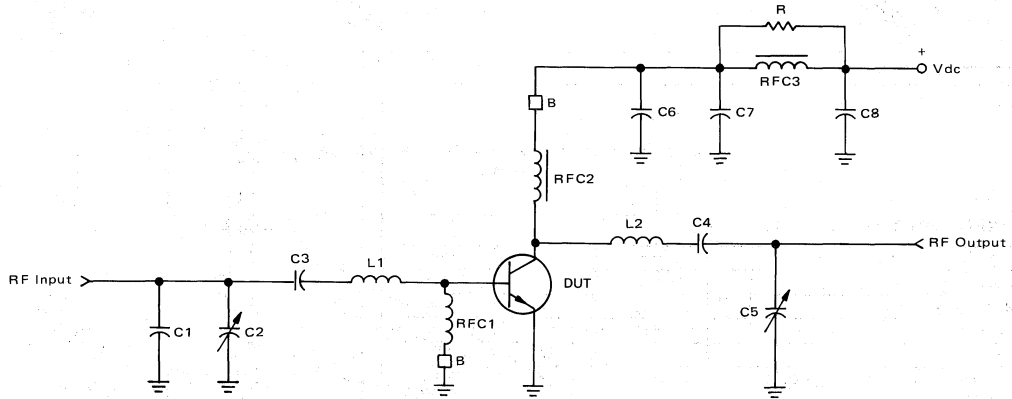 R
+
Vdc
RFC3
B
C6
C7
C8
RFC2
L2
C4
RF Output
C3
L1
RF Input
DUT
C1
C2
RFC1
C5
B